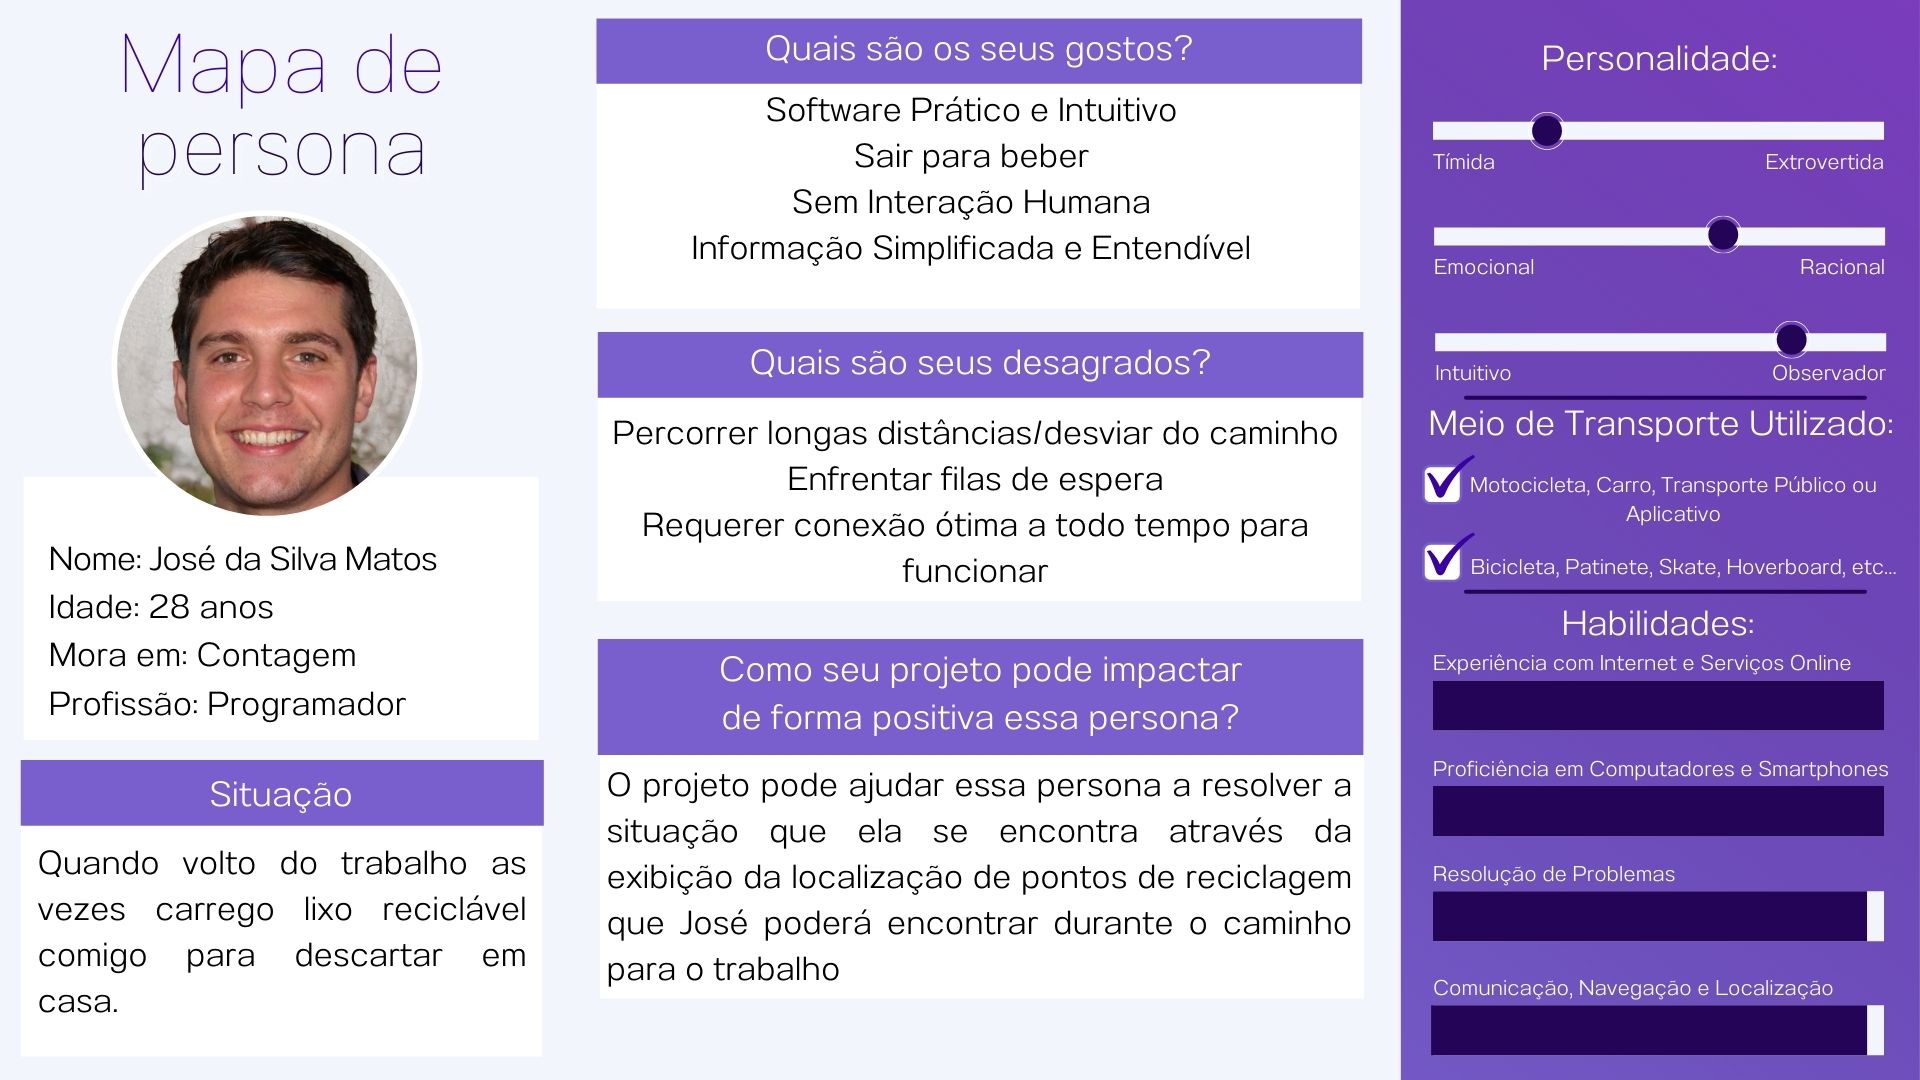 Mapa de
persona
Nome: José da Silva Matos
Idade: 28 anos
Mora em: Contagem
Profissão: Programador
Situação
Quando volto do trabalho as
vezes carrego lixo reciclável
comigo para descartar em
casa.
Quais são os seus gostos?
Software Prático e Intuitivo
Sair para beber
Sem Interação Humana
Informação Simplificada e Entendível
Quais são seus desagrados?
Percorrer longas distâncias/desviar do caminho
Enfrentar filas de espera
Requerer conexão ótima a todo tempo para
funcionar
Como seu projeto pode impactar
de forma positiva essa persona?
O projeto pode ajudar essa persona a resolver a
situação que ela se encontra através da
exibição da localização de pontos de reciclagem
que José poderá encontrar durante o caminho
para o trabalho
Personalidade:
Tímida Extrovertida
Emocional Racional
Intuitivo Observador
Meio de Transporte Utilizado:
Motocicleta, Carro, Transporte Público ou
Aplicativo
Bicicleta, Patinete, Skate, Hoverboard, etc...
Habilidades:
Experiência com Internet e Serviços Online
Proficiência em Computadores e Smartphones
Resolução de Problemas
Comunicação, Navegação e Localização